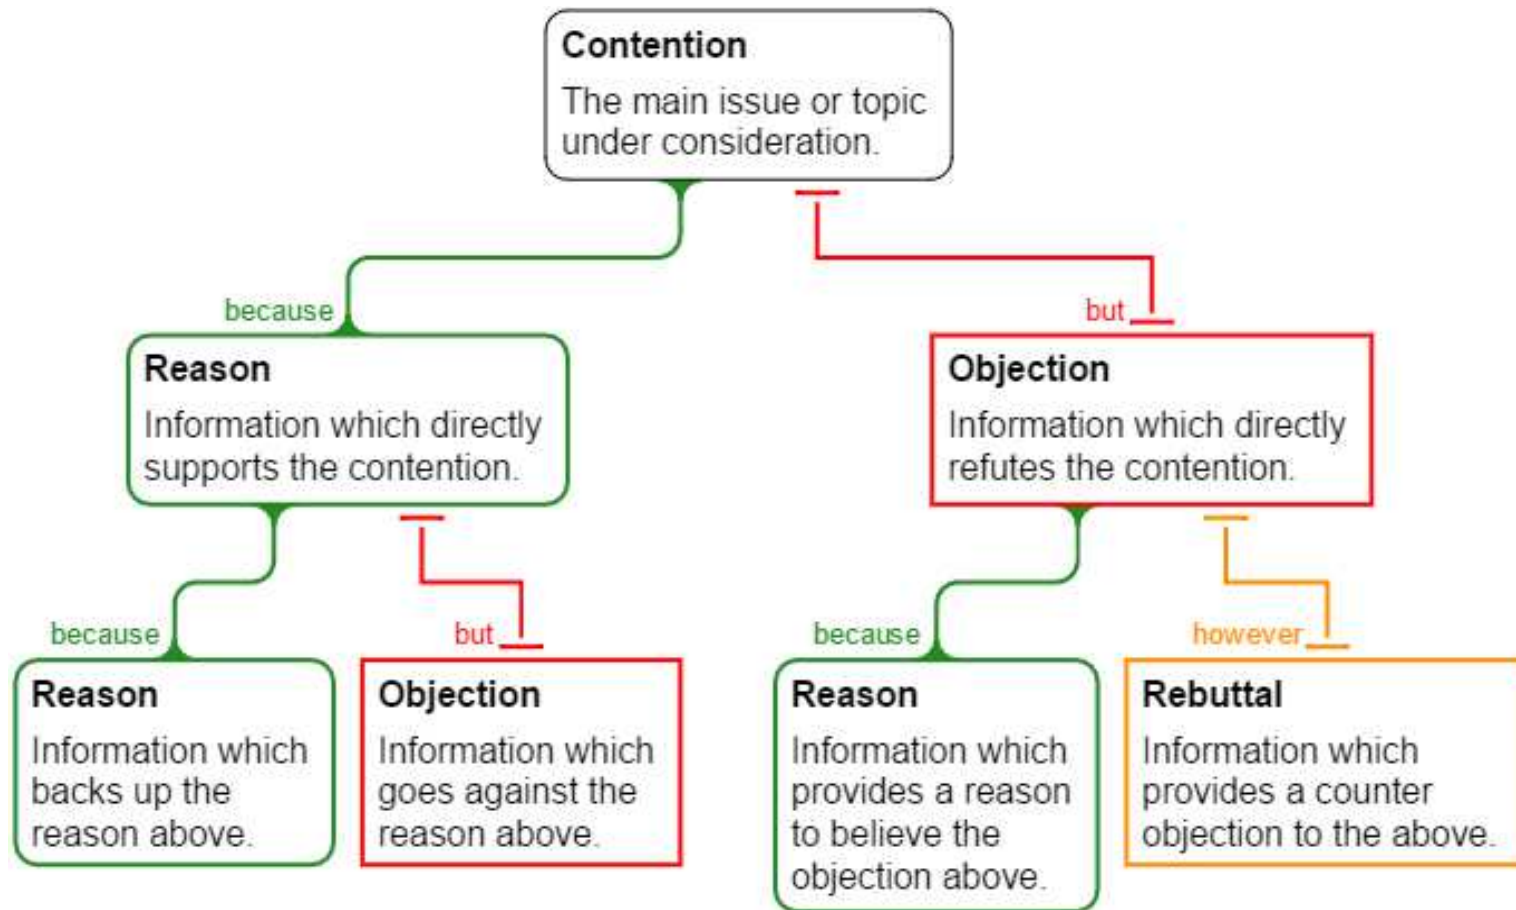 Contention
The main issue or topic
under consideration.
because
but
Reason
Information which directly
supports the contention.
Objection
Information which directly
refutes the contention.
because
but
because
however
Reason
Information which
backs up the
reason above.
Objection
Information which
goes against the
reason above.
Reason
Information which
provides a reason
to believe the
objection above.
Rebuttal
Information which
provides a counter
objection to the above.